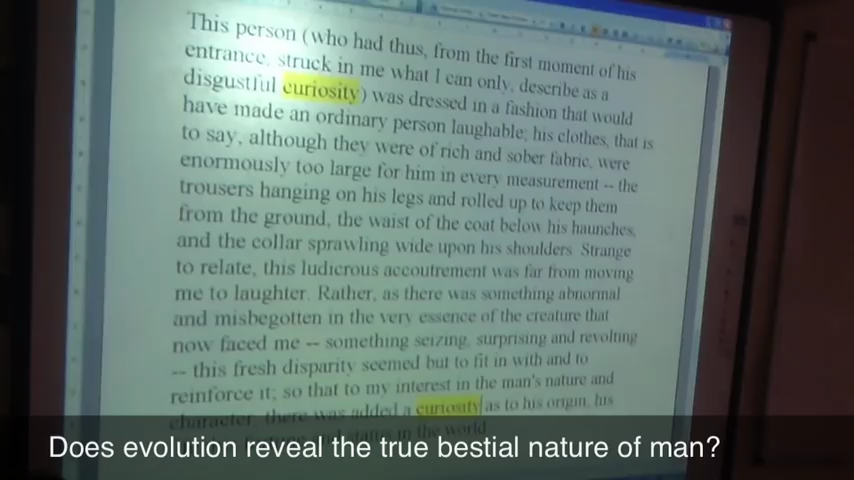 This person (who had thus, from the first moment of his
entrance, struck in me what I can only, describe as a
disgustful curiosity) was dressed in a fashion that would
have made an ordinary person laughable; his clothes, that is
to say, although they were of rich and sober fabric, were
enormously too large for him in every measurement -- the
trousers hanging on his legs and rolled up to keep them
from the ground, the waist of the coat below his haunches,
and the collar sprawling wide upon his shoulders. Strange
to relate, this ludicrous accoutrement was far from moving
me to laughter. Rather, as there was something abnormal
and misbegotten in the very essence of the creature that
now faced me -- something seizing, surprising and revolting
-- this fresh disparity seemed but to fit in with and to
reinforce it; so that to my interest in the man's nature and
character, there was added a curiosity as to his origin, his
status in the world
Does evolution reveal the true bestial nature of man?